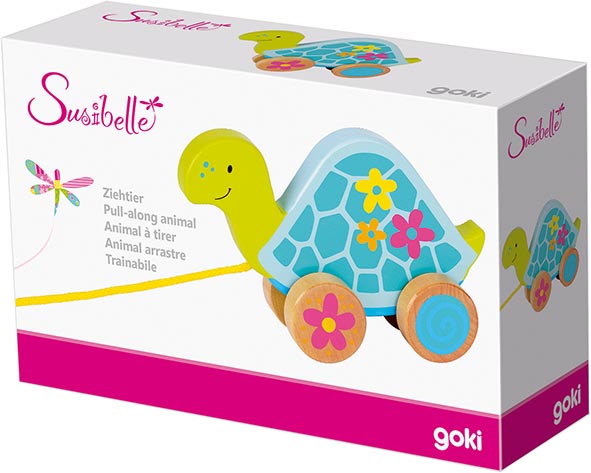 goki
Susibelle
Ziehtier
Pull-along animal
Animal à tirer
Animal arrastre
Trainabile
Susibelle
goki
goki